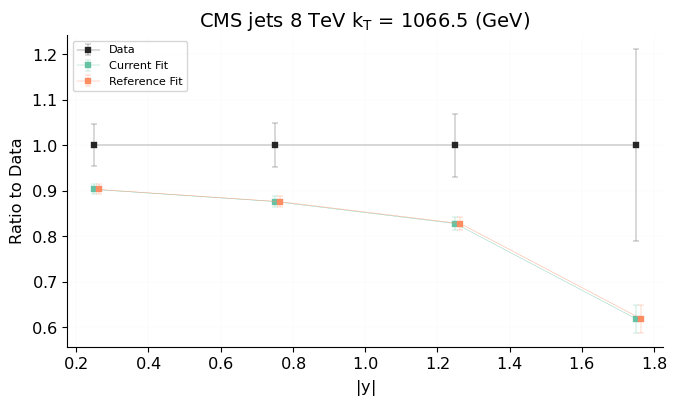 CMS jets 8 TeV k_T = 1066.5 (GeV)
Data
Current Fit
Reference Fit
Ratio to Data
1.2
1.1
1.0
0.9
0.8
0.7
0.6
0.2 0.4 0.6 0.8 1.0 1.2 1.4 1.6 1.8
|y|